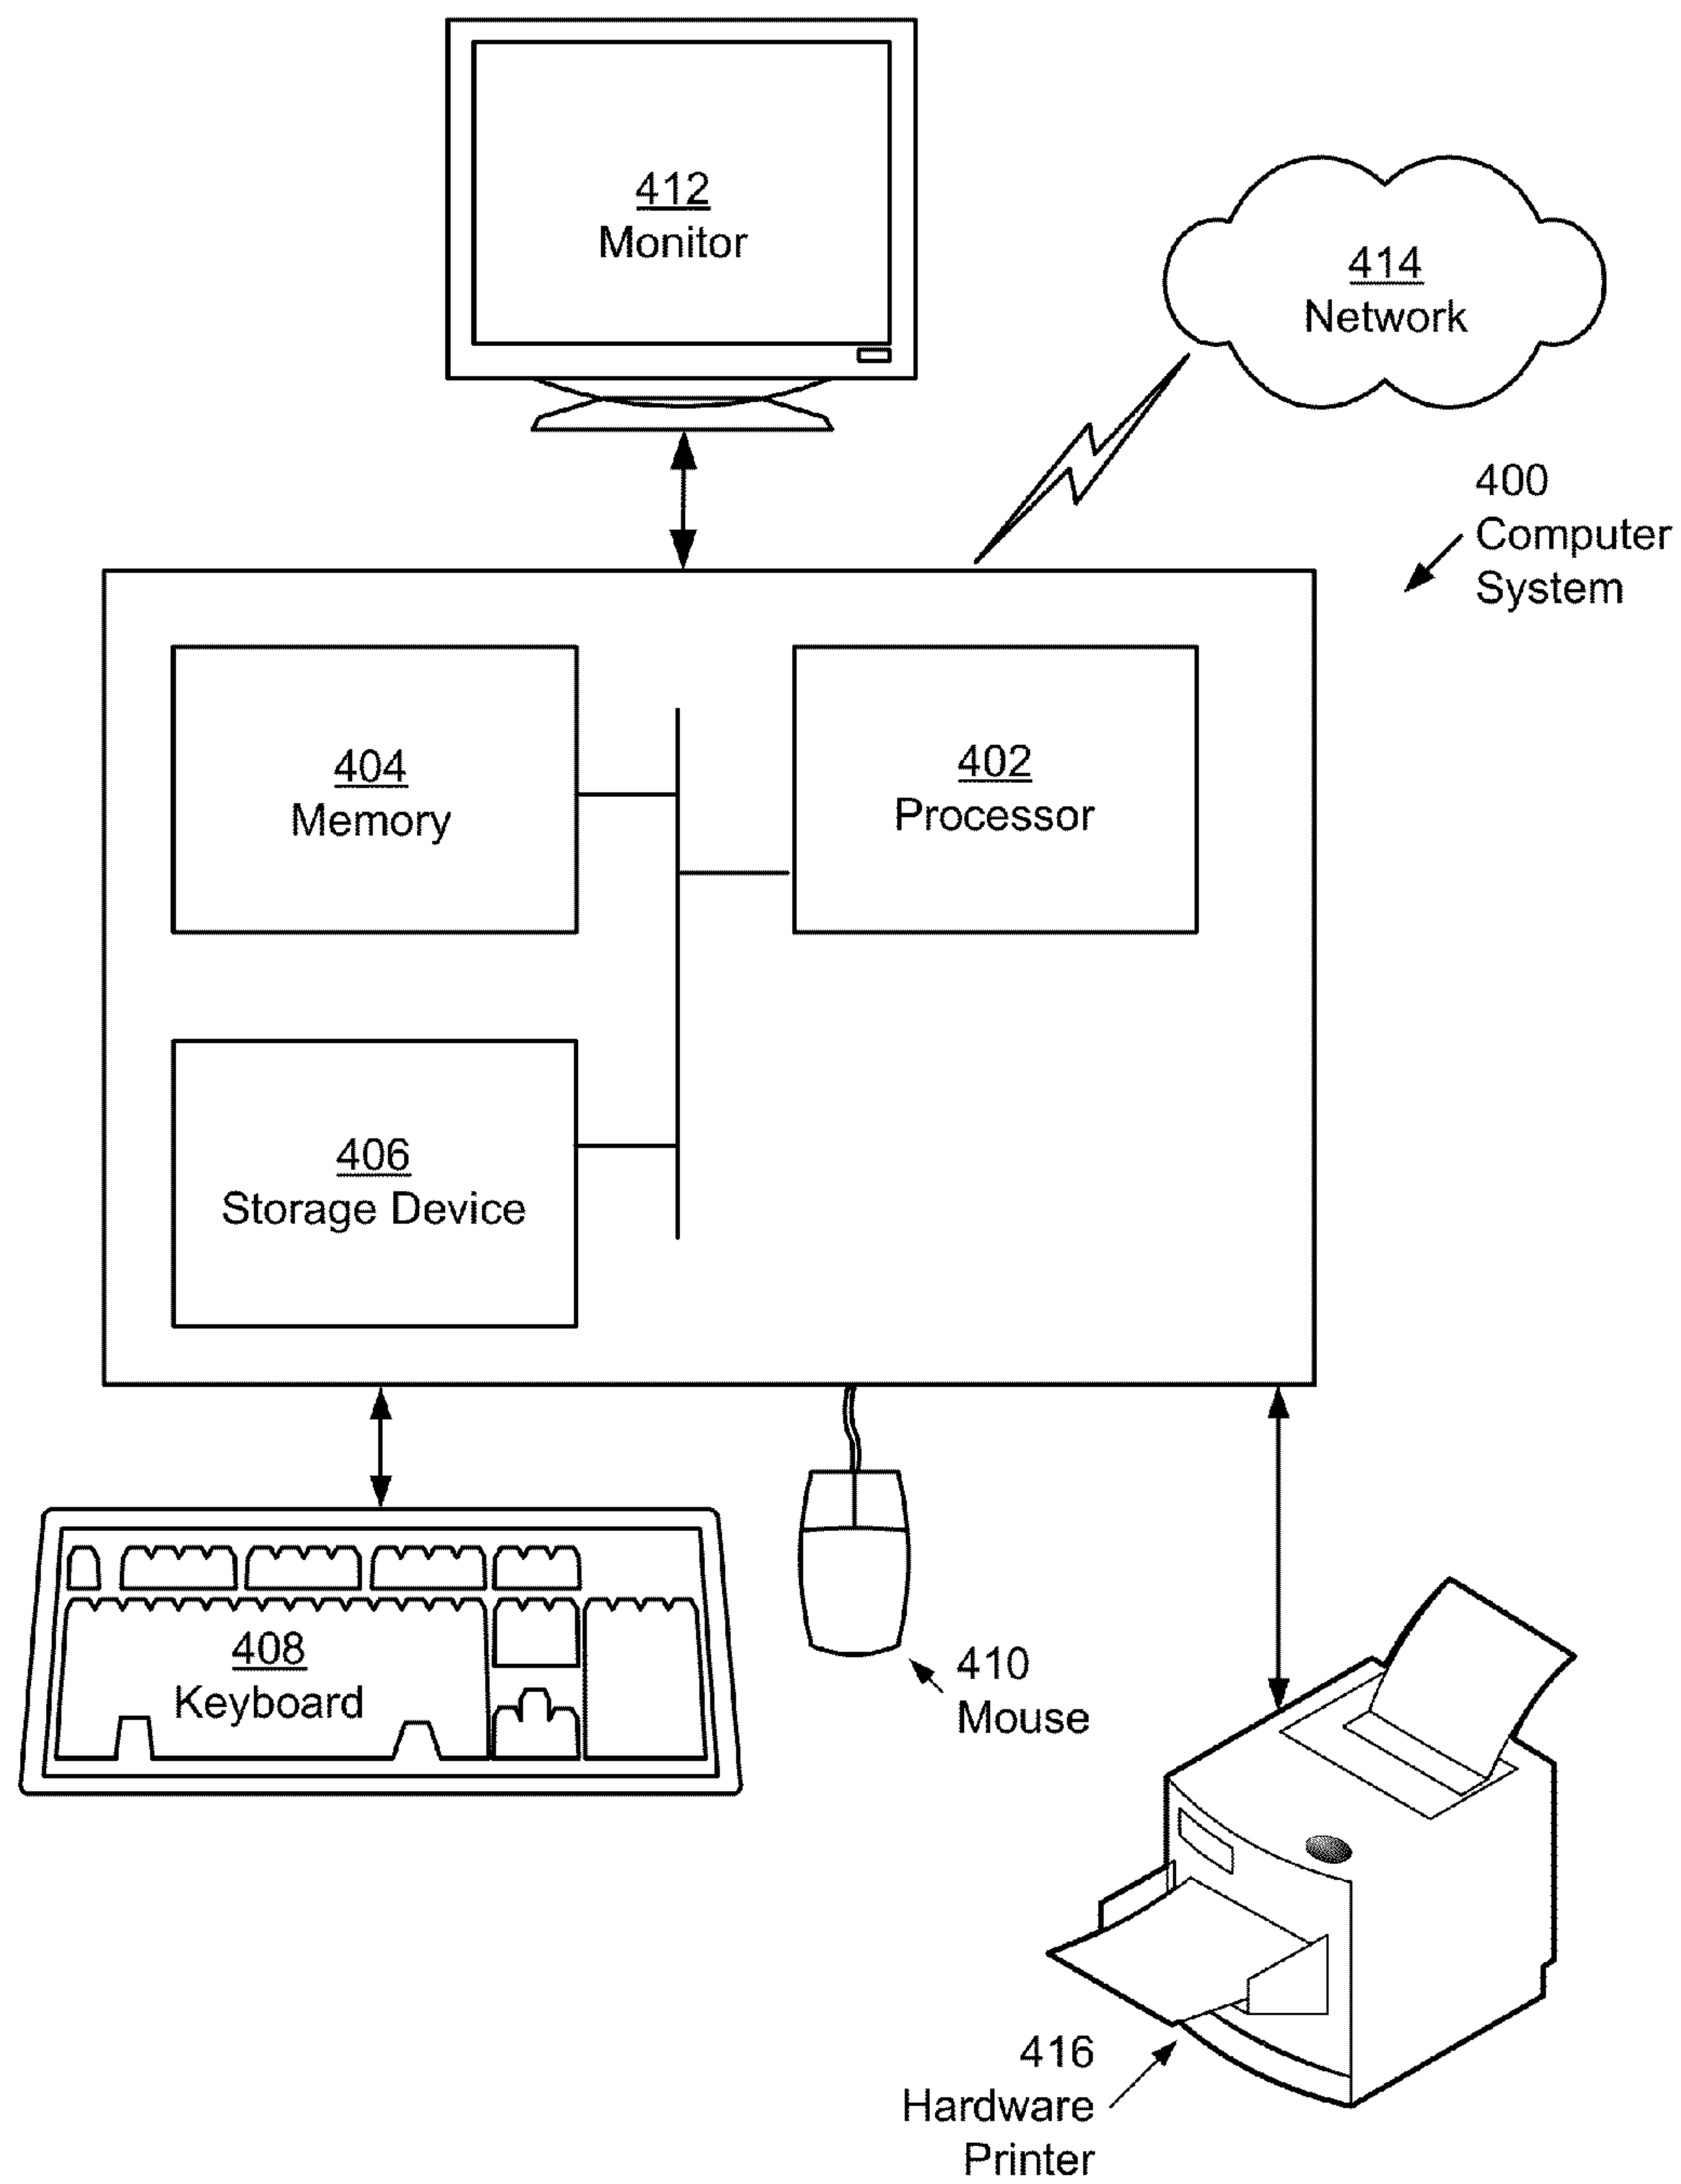 412
Monitor
414
Network
400
Computer
System
404
Memory
402
Processor
406
Storage Device
408
Keyboard
410
Mouse
416
Hardware
Printer